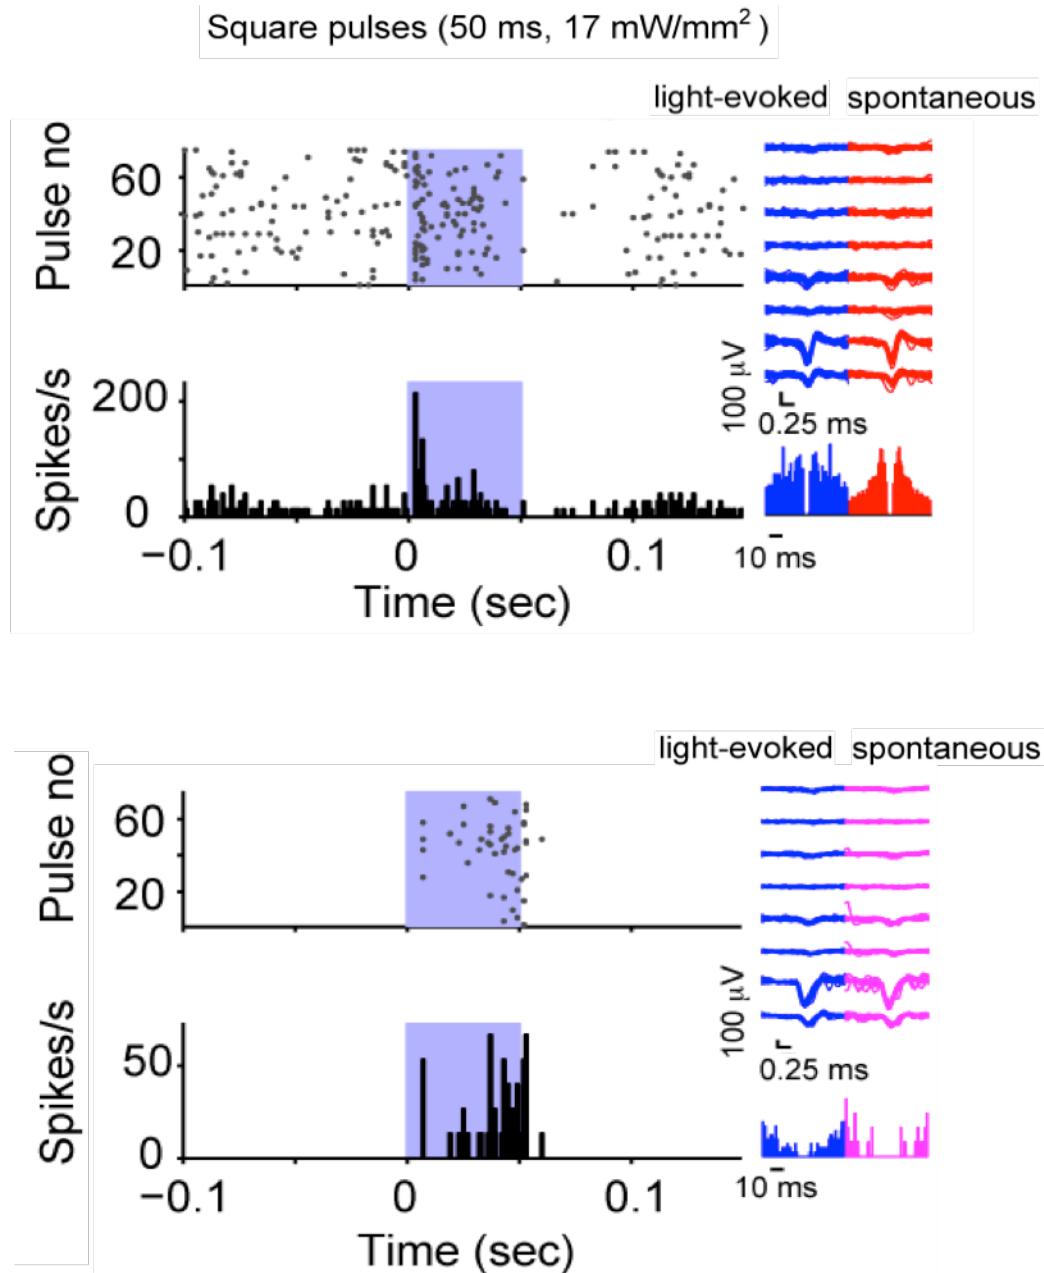 Square pulses (50 ms, 17 mW/mm²)
light-evoked spontaneous
Pulse no
60
20
100 μV
0.25 ms
Spikes/s
200
0
10 ms
−0.1 0 0.1
Time (sec)
light-evoked spontaneous
Pulse no
60
20
100 μV
0.25 ms
Spikes/s
50
0
10 ms
−0.1 0 0.1
Time (sec)